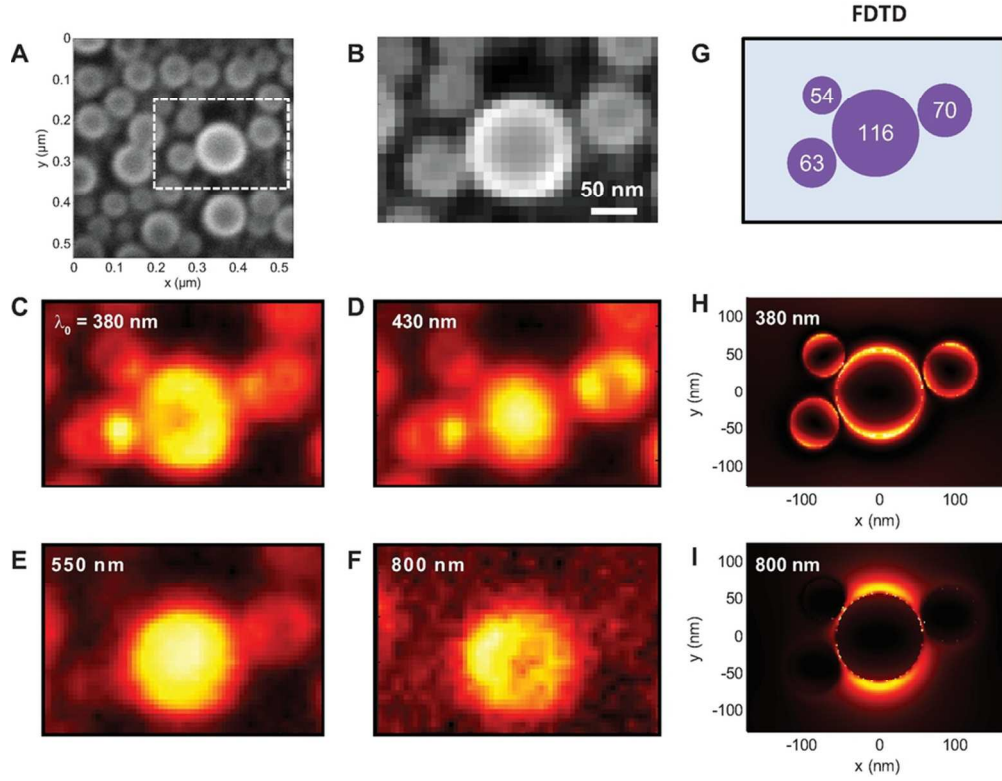 FDTD
A
0
0.1
0.2
0.3
0.4
0.5
y (μm)
0 0.1 0.2 0.3 0.4 0.5
x (μm)
B
50 nm
G
54
70
116
63
C
λ₀ = 380 nm
D
430 nm
H
380 nm
100
50
0
-50
-100
y (nm)
-100 0 100
x (nm)
E
550 nm
F
800 nm
I
800 nm
100
50
0
-50
-100
y (nm)
-100 0 100
x (nm)